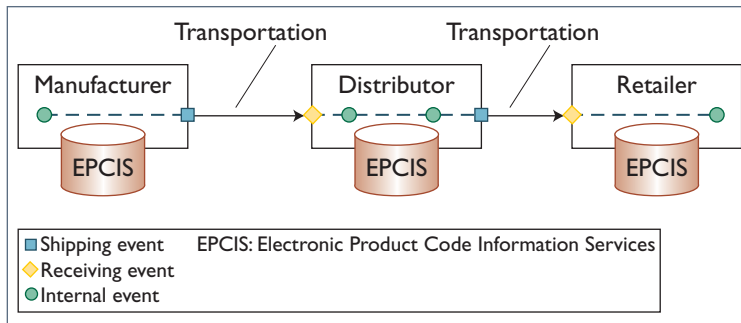 Transportation Transportation
Manufacturer Distributor Retailer
EPCIS EPCIS EPCIS
Shipping event EPCIS: Electronic Product Code Information Services
Receiving event
Internal event